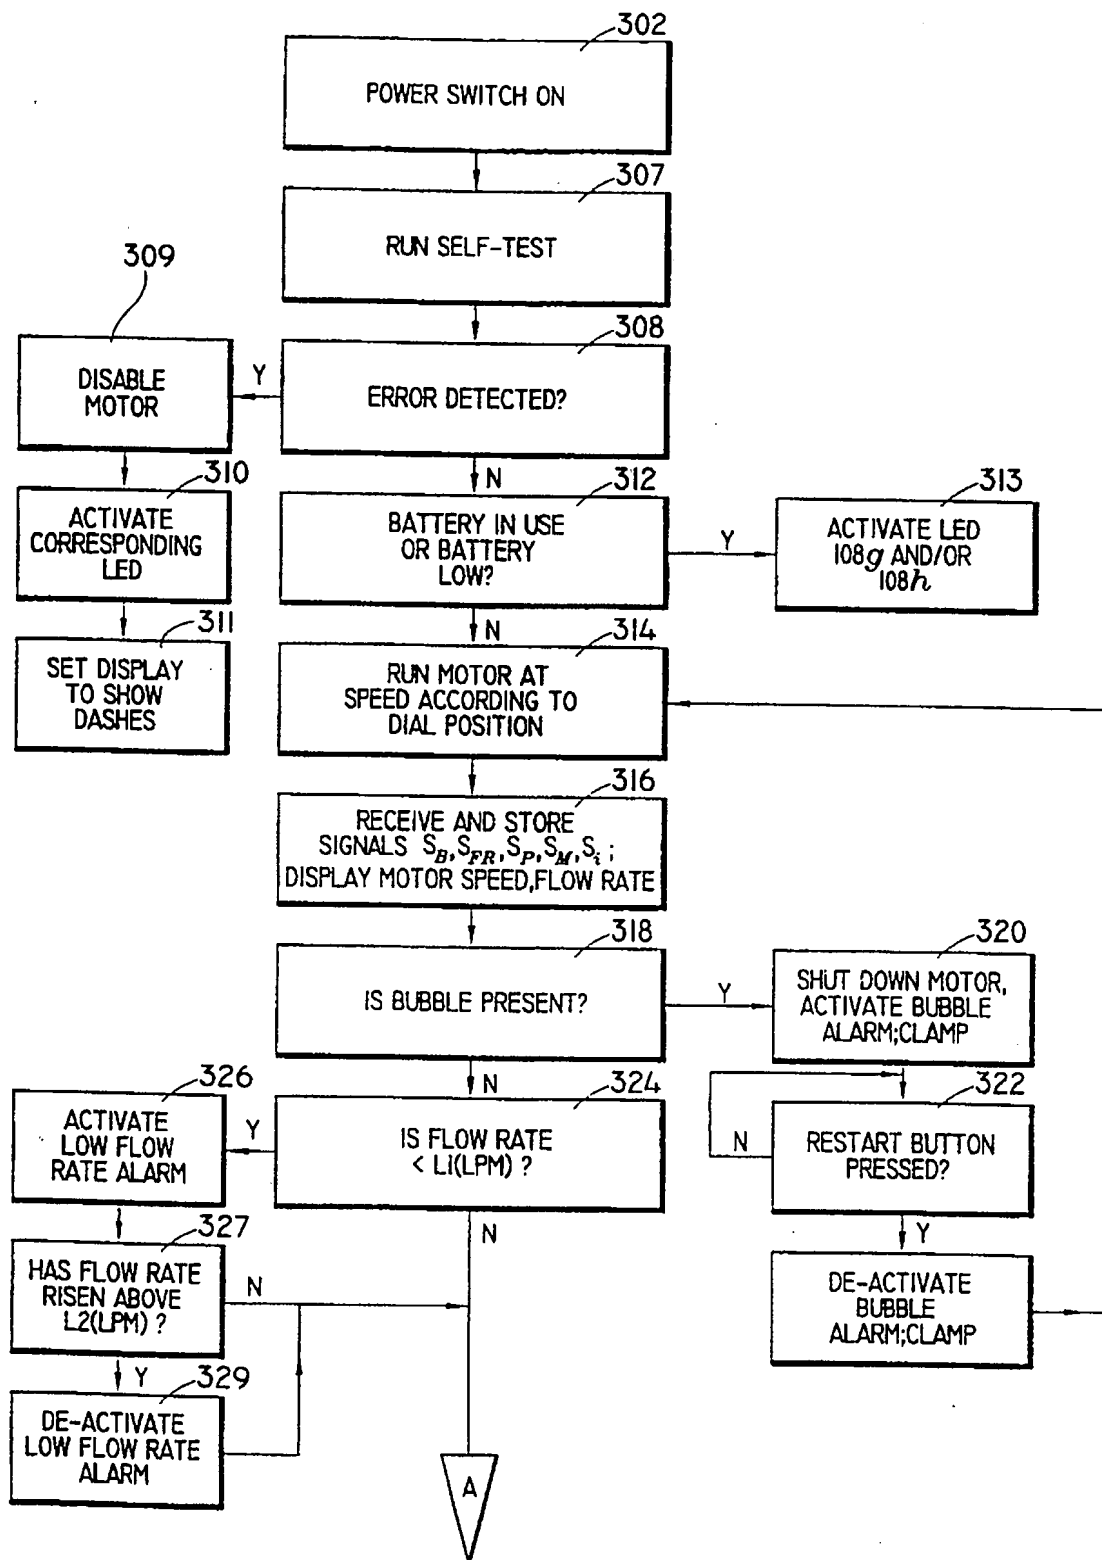 302
POWER SWITCH ON
307
RUN SELF-TEST
309
308
DISABLE
MOTOR
Y
ERROR DETECTED?
310
N
312
313
ACTIVATE
CORRESPONDING
LED
BATTERY IN USE
OR BATTERY
LOW?
Y
ACTIVATE LED
108g AND/OR
108h
311
N
314
SET DISPLAY
TO SHOW
DASHES
RUN MOTOR AT
SPEED ACCORDING TO
DIAL POSITION
316
RECEIVE AND STORE
SIGNALS S_B, S_FR, S_P, S_M, S_i ;
DISPLAY MOTOR SPEED,FLOW RATE
318
320
IS BUBBLE PRESENT?
Y
SHUT DOWN MOTOR,
ACTIVATE BUBBLE
ALARM;CLAMP
326
N
324
322
ACTIVATE
LOW FLOW
RATE ALARM
Y
IS FLOW RATE
< L1(LPM) ?
N
RESTART BUTTON
PRESSED?
327
N
Y
HAS FLOW RATE
RISEN ABOVE
L2(LPM) ?
N
DE-ACTIVATE
BUBBLE
ALARM;CLAMP
Y
329
DE-ACTIVATE
LOW FLOW RATE
ALARM
A